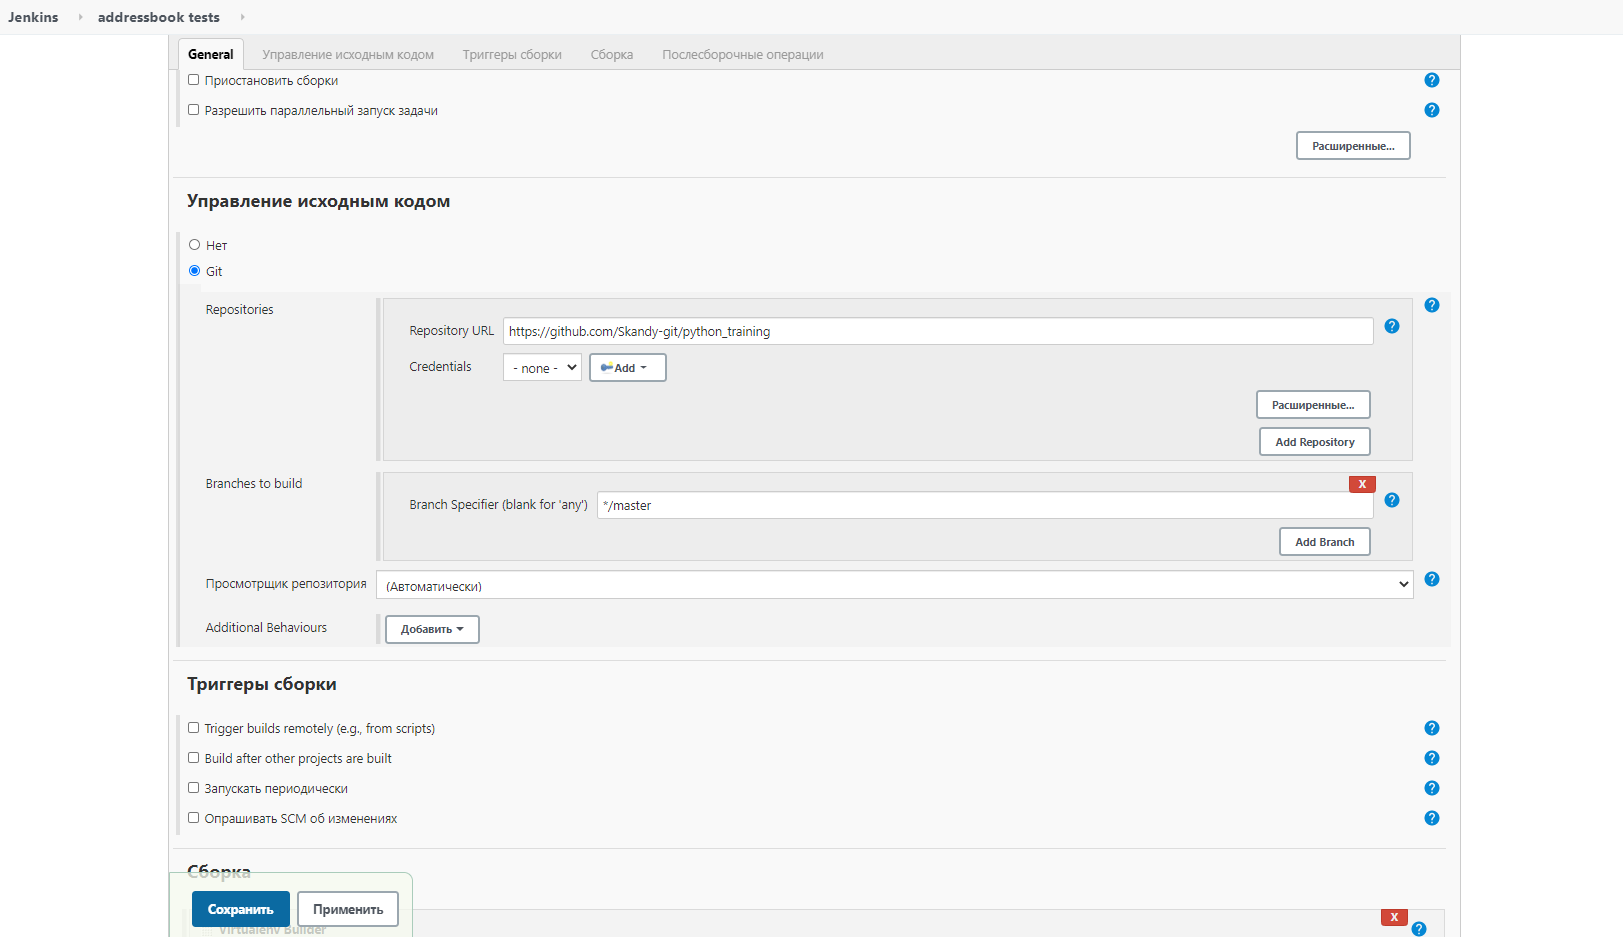 Jenkins addressbook tests
General Управление исходным кодом Триггеры сборки Сборка Послесборочные операции
Приостановить сборки ?
Разрешить параллельный запуск задачи ?
Расширенные...
Управление исходным кодом
Нет
Git
Repositories ?
Repository URL https://github.com/Skandy-git/python_training ?
Credentials - none - Add
Расширенные...
Add Repository
Branches to build X
Branch Specifier (blank for 'any') */master ?
Add Branch
Просмотрщик репозитория (Автоматически) ?
Additional Behaviours Добавить
Триггеры сборки
Trigger builds remotely (e.g., from scripts) ?
Build after other projects are built ?
Запускать периодически ?
Опрашивать SCM об изменениях ?
Сборка
Сохранить Применить X
Virtualenv Builder ?